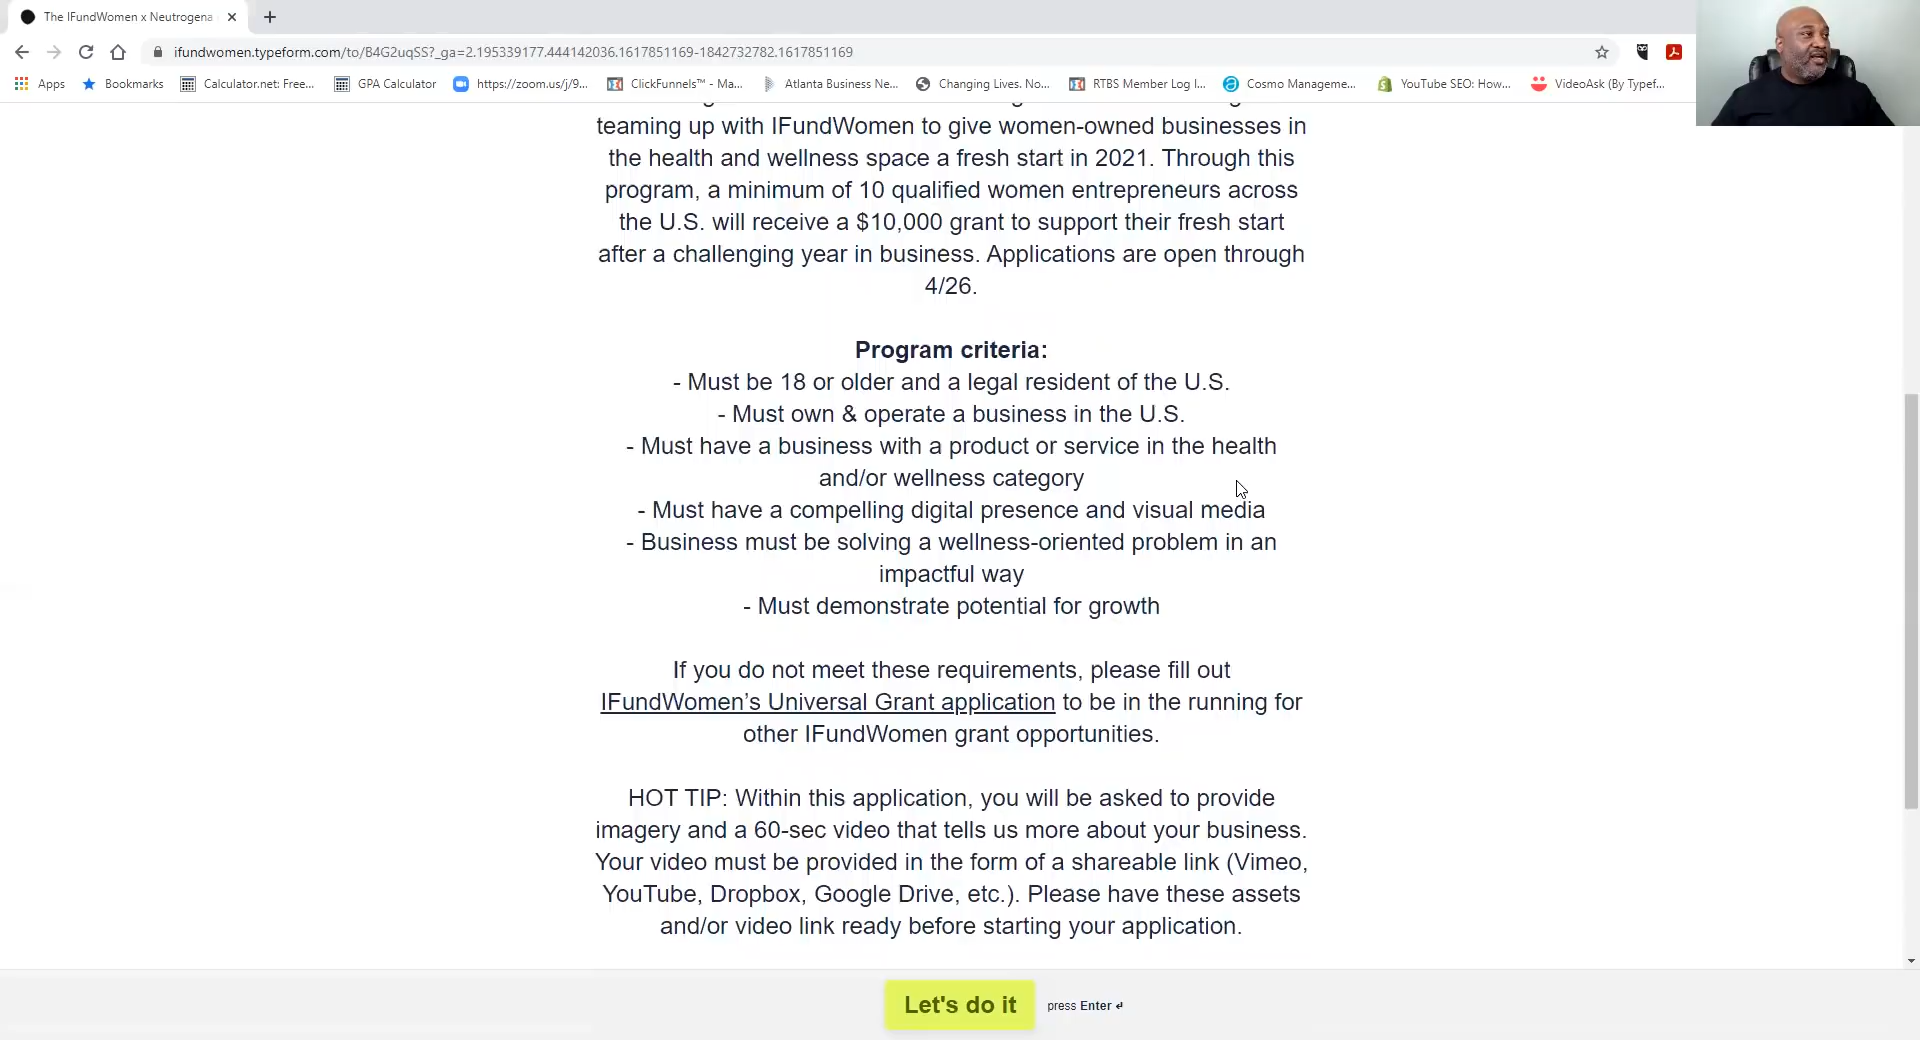 The IFundWomen x Neutrogena
ifundwomen.typeform.com/to/B4G2uqSS?_ga=2.195339177.444142036.1617851169-1842732782.1617851169
Apps Bookmarks Calculator.net: Free... GPA Calculator https://zoom.us/j/9... ClickFunnels™ - Ma... Atlanta Business Ne... Changing Lives. No... RTBS Member Log I... Cosmo Manageme... YouTube SEO: How... VideoAsk (By Typef...
teaming up with IFundWomen to give women-owned businesses in
the health and wellness space a fresh start in 2021. Through this
program, a minimum of 10 qualified women entrepreneurs across
the U.S. will receive a $10,000 grant to support their fresh start
after a challenging year in business. Applications are open through
4/26.
Program criteria:
- Must be 18 or older and a legal resident of the U.S.
- Must own & operate a business in the U.S.
- Must have a business with a product or service in the health
and/or wellness category
- Must have a compelling digital presence and visual media
- Business must be solving a wellness-oriented problem in an
impactful way
- Must demonstrate potential for growth
If you do not meet these requirements, please fill out
IFundWomen’s Universal Grant application to be in the running for
other IFundWomen grant opportunities.
HOT TIP: Within this application, you will be asked to provide
imagery and a 60-sec video that tells us more about your business.
Your video must be provided in the form of a shareable link (Vimeo,
YouTube, Dropbox, Google Drive, etc.). Please have these assets
and/or video link ready before starting your application.
Let's do it press Enter ↵